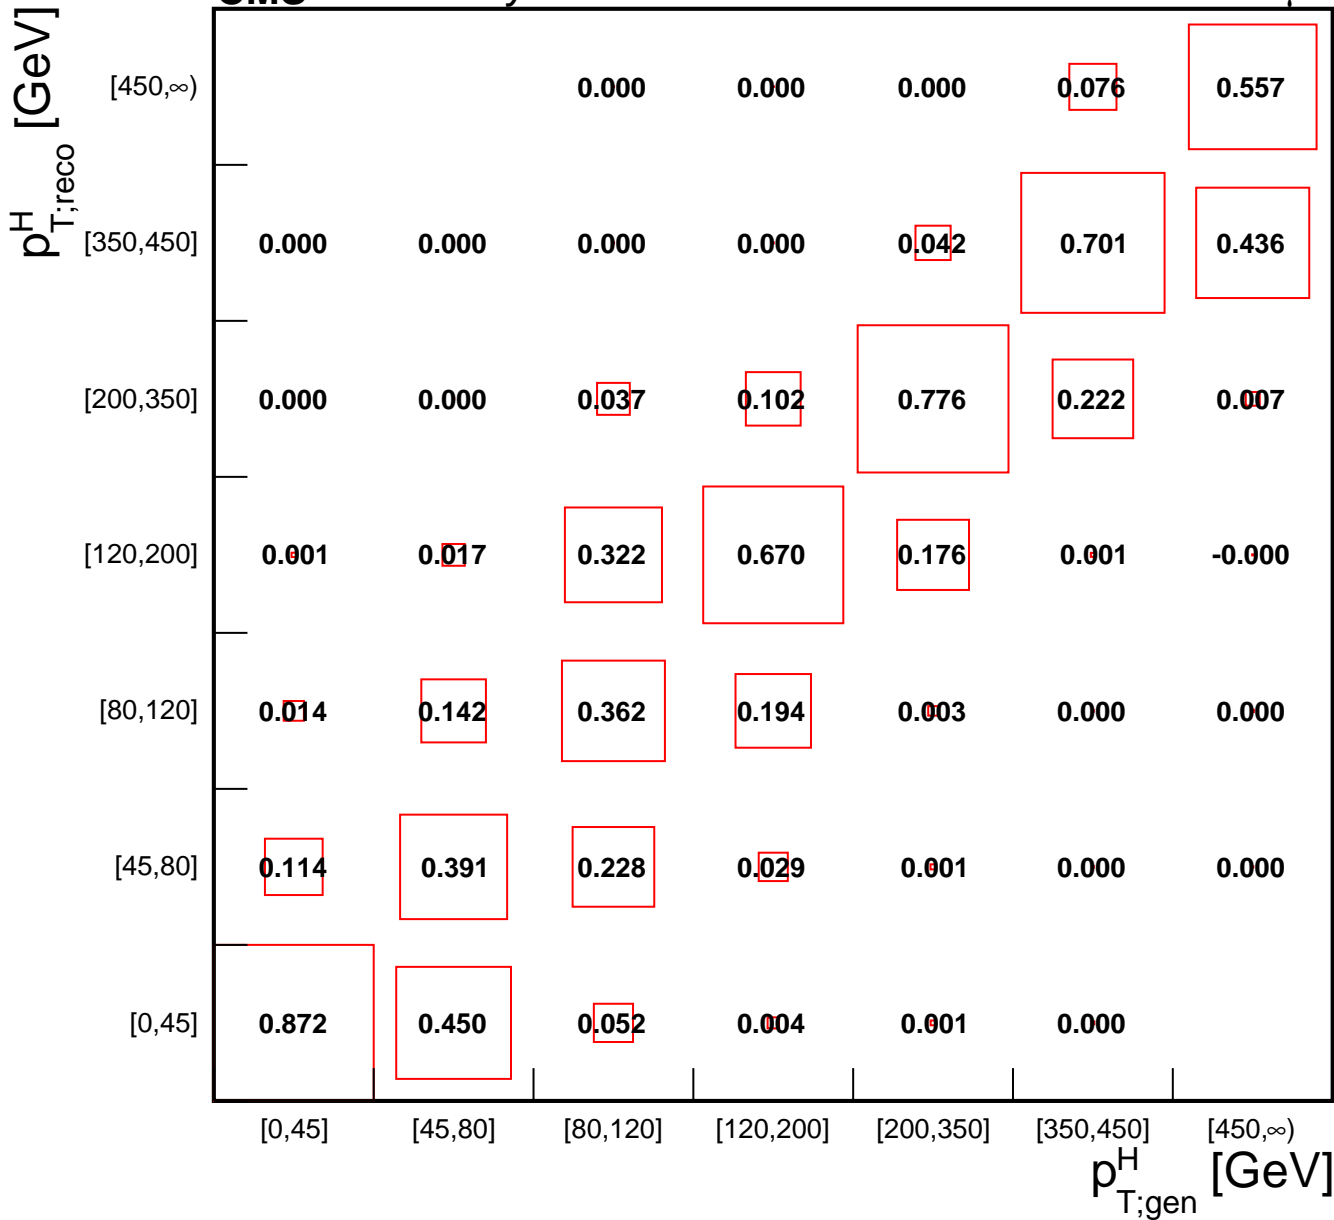 p^H_T;reco [GeV]
[450,∞) 0.000 0.000 0.000 0.076 0.557
[350,450] 0.000 0.000 0.000 0.000 0.042 0.701 0.436
[200,350] 0.000 0.000 0.037 0.102 0.776 0.222 0.007
[120,200] 0.001 0.017 0.322 0.670 0.176 0.001 -0.000
[80,120] 0.014 0.142 0.362 0.194 0.003 0.000 0.000
[45,80] 0.114 0.391 0.228 0.029 0.001 0.000 0.000
[0,45] 0.872 0.450 0.052 0.004 0.001 0.000
[0,45] [45,80] [80,120] [120,200] [200,350] [350,450] [450,∞)
p^H_T;gen [GeV]